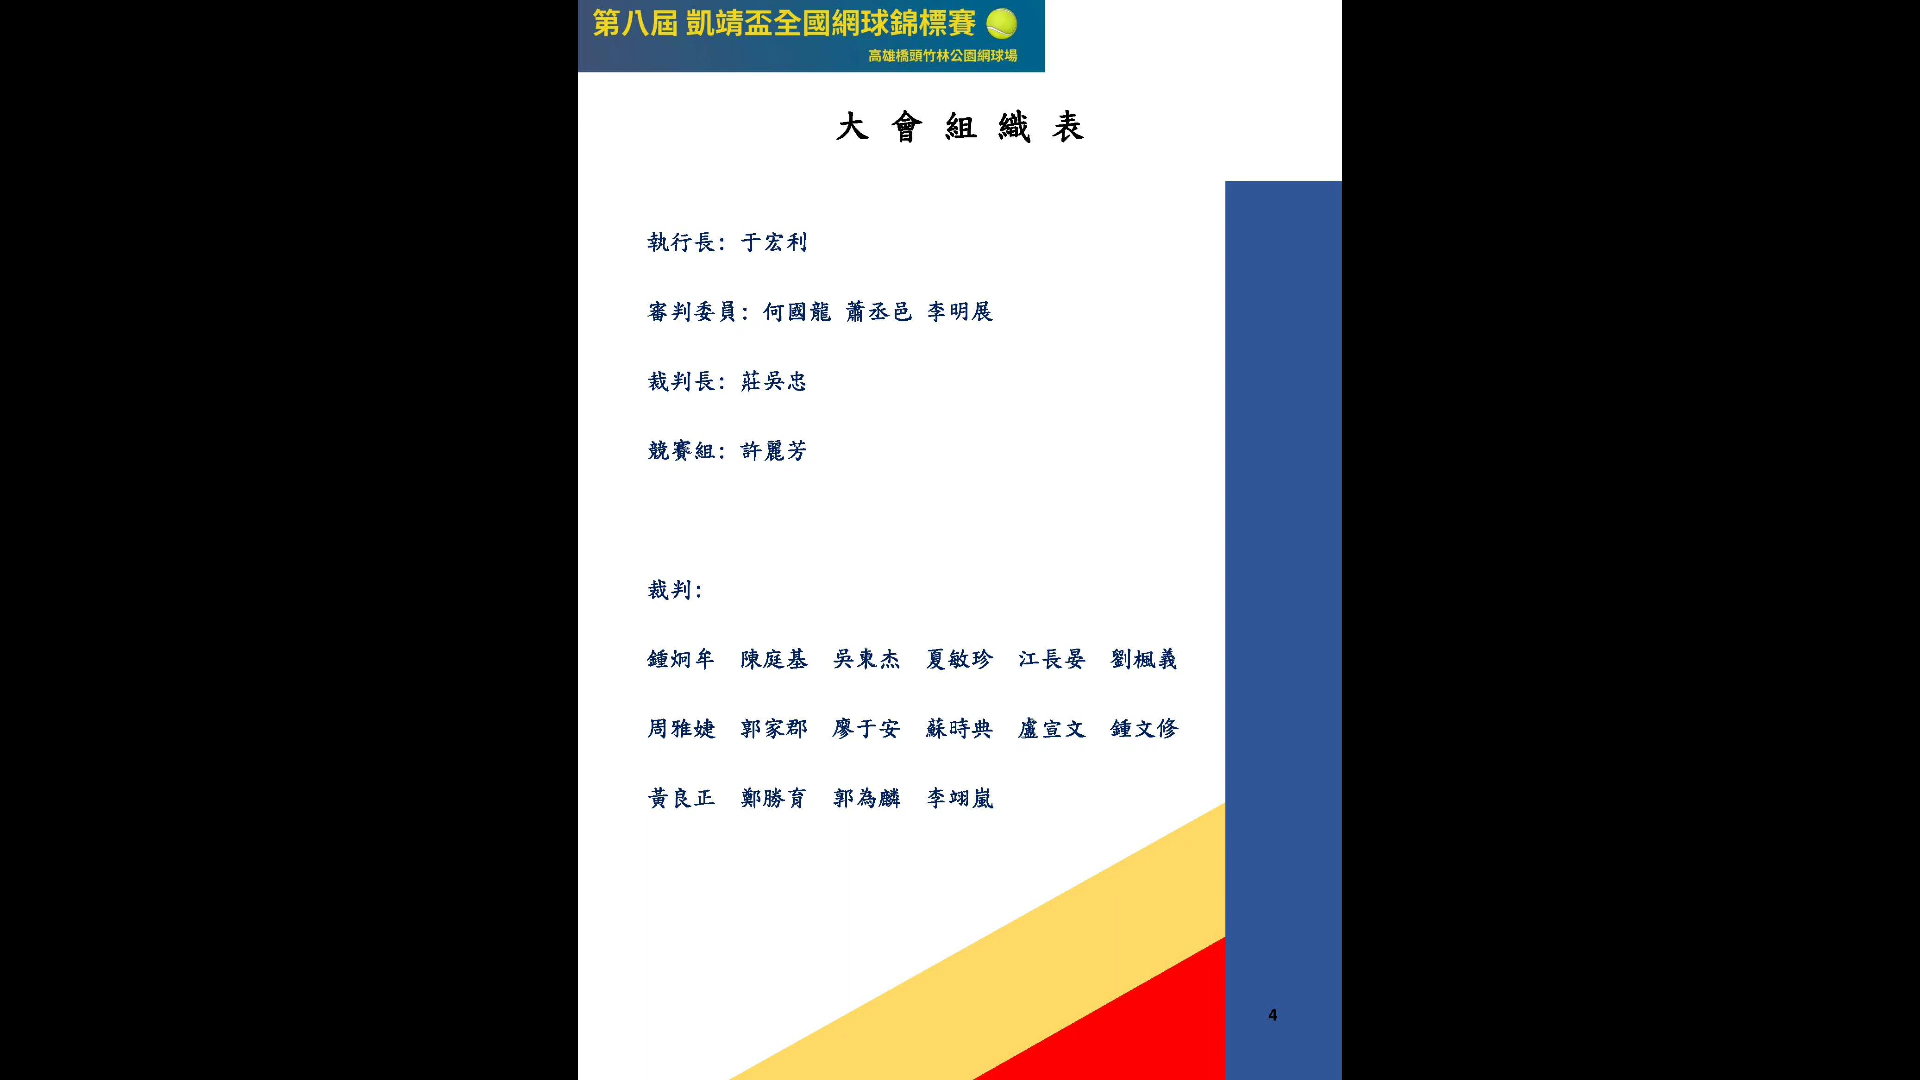 第八屆 凱靖盃全國網球錦標賽
高雄橋頭竹林公園網球場
大 會 組 織 表
執行長: 于宏利
審判委員: 何國龍 蕭丞邑 李明展
裁判長: 莊吳忠
競賽組: 許麗芳
裁判:
鍾炯牟 陳庭基 吳東杰 夏敏珍 江長晏 劉楓義
周雅婕 郭家郡 廖于安 蘇時典 盧宣文 鍾文修
黃良正 鄭勝育 郭為麟 李翊嵐
4